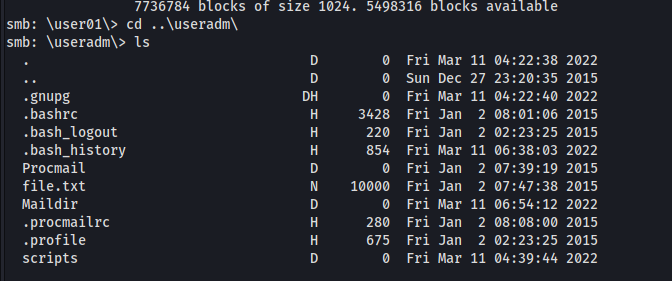 7736784 blocks of size 1024. 5498316 blocks available
smb: \user01\> cd ..\useradm\
smb: \useradm\> ls
. D 0 Fri Mar 11 04:22:38 2022
.. D 0 Sun Dec 27 23:20:35 2015
.gnupg DH 0 Fri Mar 11 04:22:40 2022
.bashrc H 3428 Fri Jan 2 08:01:06 2015
.bash_logout H 220 Fri Jan 2 02:23:25 2015
.bash_history H 854 Fri Mar 11 06:38:03 2022
Procmail D 0 Fri Jan 2 07:39:19 2015
file.txt N 10000 Fri Jan 2 07:47:38 2015
Maildir D 0 Fri Mar 11 06:54:12 2022
.procmailrc H 280 Fri Jan 2 08:08:00 2015
.profile H 675 Fri Jan 2 02:23:25 2015
scripts D 0 Fri Mar 11 04:39:44 2022